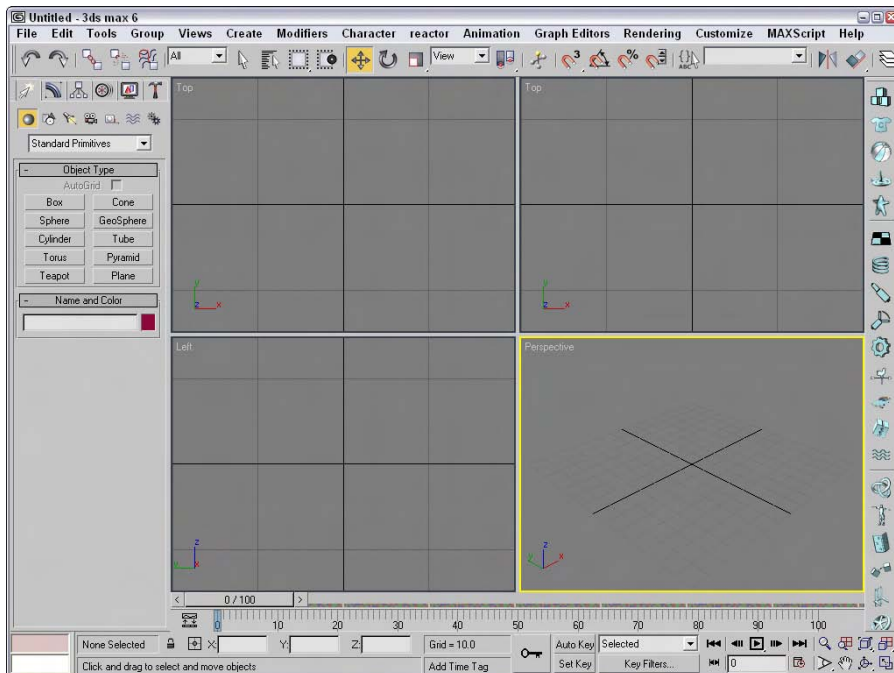 Untitled - 3ds max 6
File Edit Tools Group Views Create Modifiers Character reactor Animation Graph Editors Rendering Customize MAXScript Help
All View
Top Top
Standard Primitives
- Object Type
AutoGrid
Box Cone
Sphere GeoSphere
Cylinder Tube
Torus Pyramid
Teapot Plane
- Name and Color
y
z x
y
z x
Left
Perspective
z
y x
z
y x
< 0 / 100 >
0 10 20 30 40 50 60 70 80 90 100
None Selected X: Y: Z: Grid = 10.0 Auto Key Selected
Click and drag to select and move objects Add Time Tag Set Key Key Filters... 0